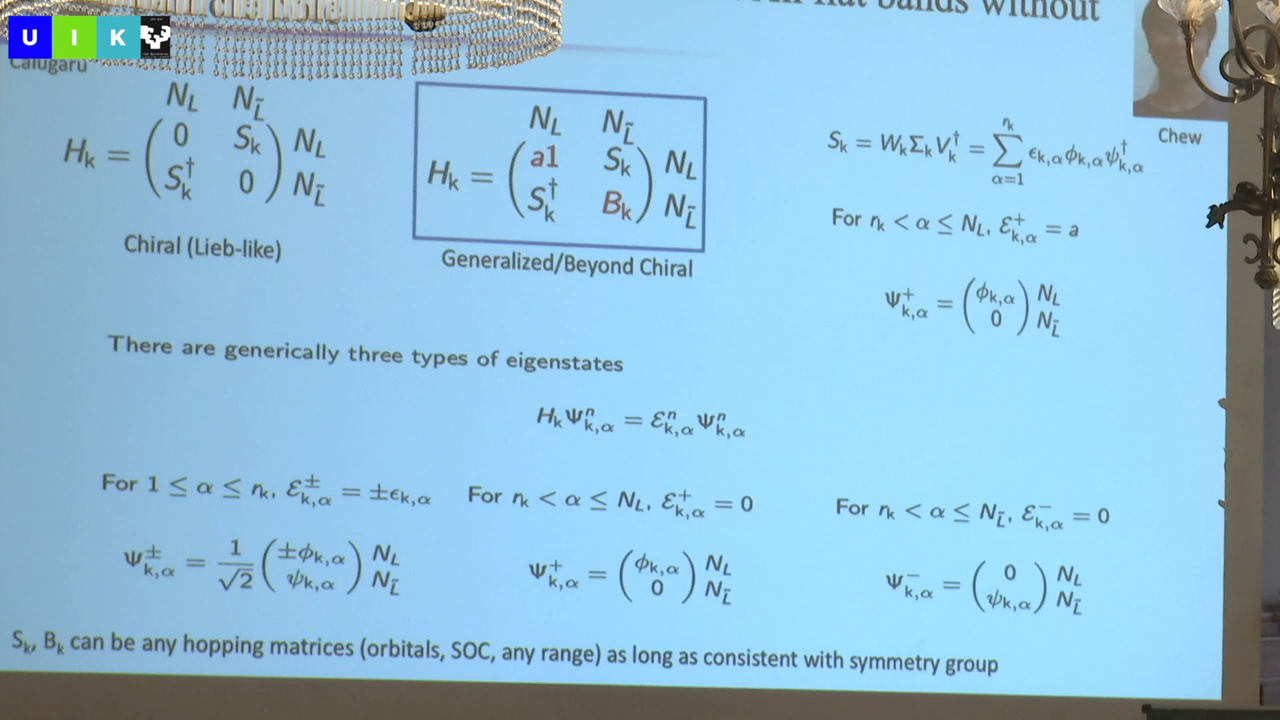 UIK
flat bands without
Calugaru
Chew
N_L N_L̃
H_k = ( 0 S_k ) N_L
( S_k^† 0 ) N_L̃
Chiral (Lieb-like)
N_L N_L̃
H_k = ( a1 S_k ) N_L
( S_k^† B_k ) N_L̃
Generalized/Beyond Chiral
S_k = W_k Σ_k V_k^† = ∑_{α=1}^{r_k} ϵ_{k,α} ϕ_{k,α} ψ_{k,α}^†
For r_k < α ≤ N_L, ℰ_{k,α}^+ = a
Ψ_{k,α}^+ = ( ϕ_{k,α} ) N_L
( 0 ) N_L̃
There are generically three types of eigenstates
H_k Ψ_{k,α}^n = ℰ_{k,α}^n Ψ_{k,α}^n
For 1 ≤ α ≤ r_k, ℰ_{k,α}^± = ±ϵ_{k,α}
Ψ_{k,α}^± = 1/√2 ( ±ϕ_{k,α} ) N_L
( ψ_{k,α} ) N_L̃
For r_k < α ≤ N_L, ℰ_{k,α}^+ = 0
Ψ_{k,α}^+ = ( ϕ_{k,α} ) N_L
( 0 ) N_L̃
For r_k < α ≤ N_L̃, ℰ_{k,α}^- = 0
Ψ_{k,α}^- = ( 0 ) N_L
( ψ_{k,α} ) N_L̃
S_k, B_k can be any hopping matrices (orbitals, SOC, any range) as long as consistent with symmetry group